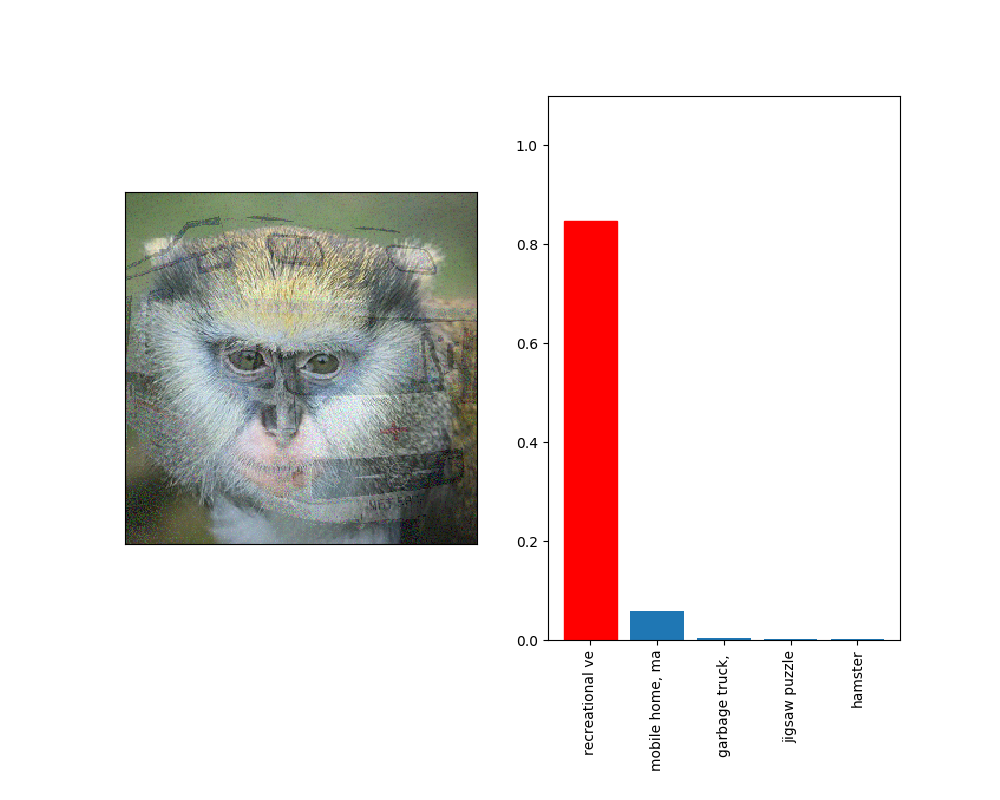 1.0
0.8
0.6
0.4
0.2
0.0
recreational ve
mobile home, ma
garbage truck,
jigsaw puzzle
hamster